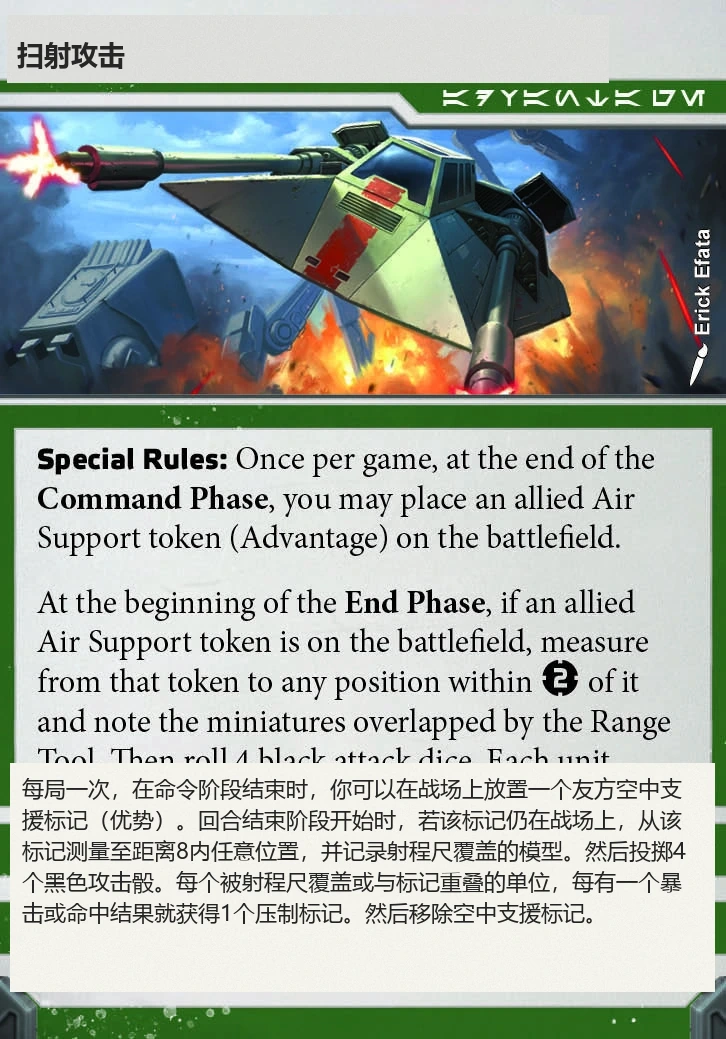 扫射攻击
Erick Efata
Special Rules: Once per game, at the end of the
Command Phase, you may place an allied Air
Support token (Advantage) on the battlefield.
At the beginning of the End Phase, if an allied
Air Support token is on the battlefield, measure
from that token to any position within 2 of it
and note the miniatures overlapped by the Range
Tool. Then roll 4 black attack dice. Each unit
每局一次，在命令阶段结束时，你可以在战场上放置一个友方空中支
援标记（优势）。回合结束阶段开始时，若该标记仍在战场上，从该
标记测量至距离8内任意位置，并记录射程尺覆盖的模型。然后投掷4
个黑色攻击骰。每个被射程尺覆盖或与标记重叠的单位，每有一个暴
击或命中结果就获得1个压制标记。然后移除空中支援标记。